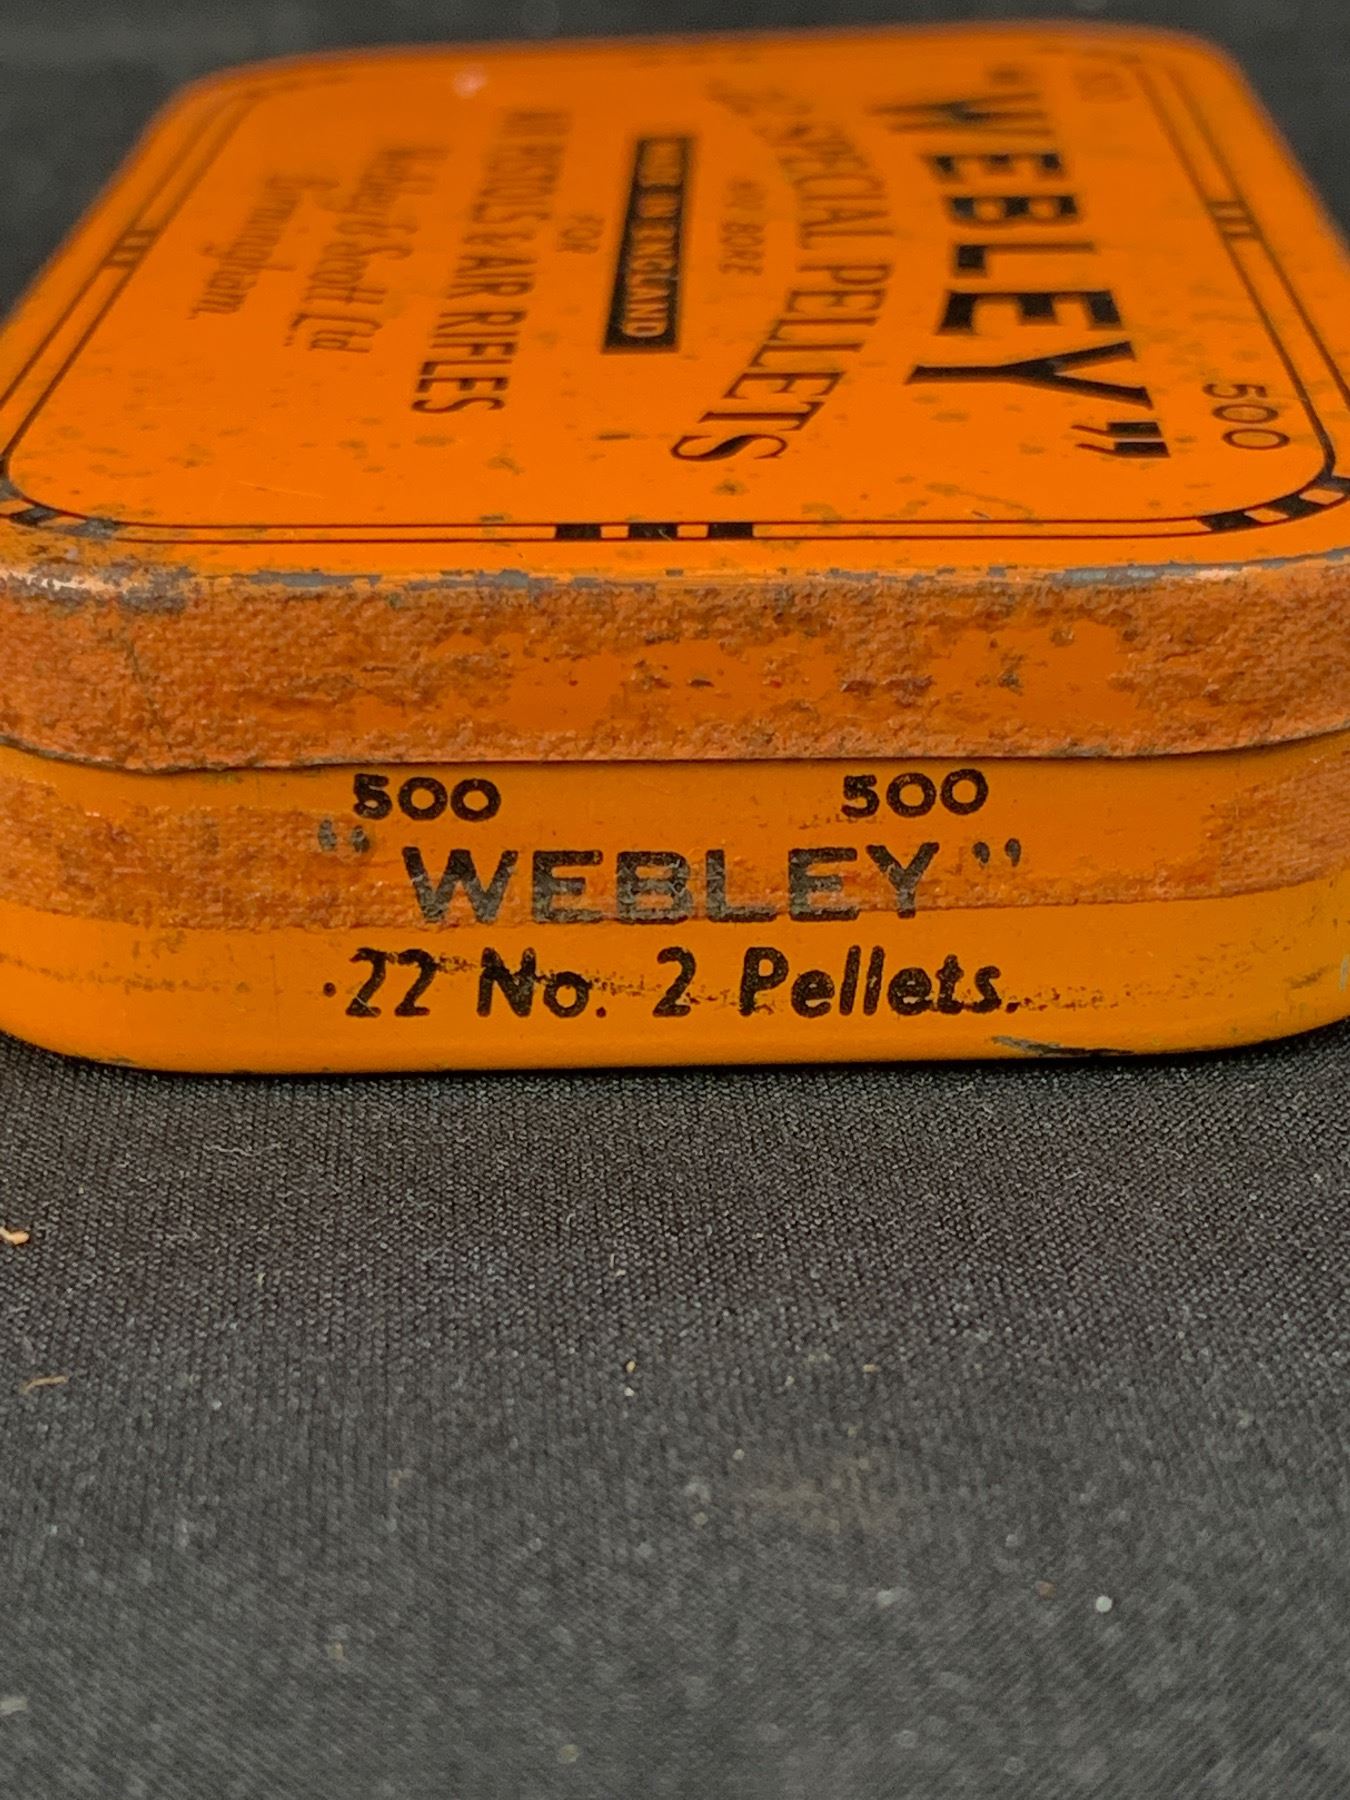 500 500
"WEBLEY"
SPECIAL PELLETS
BORE
MADE IN ENGLAND
FOR
AIR PISTOLS & AIR RIFLES
Webley & Scott Ltd
Birmingham.
500 500
"WEBLEY"
·22 No. 2 Pellets.